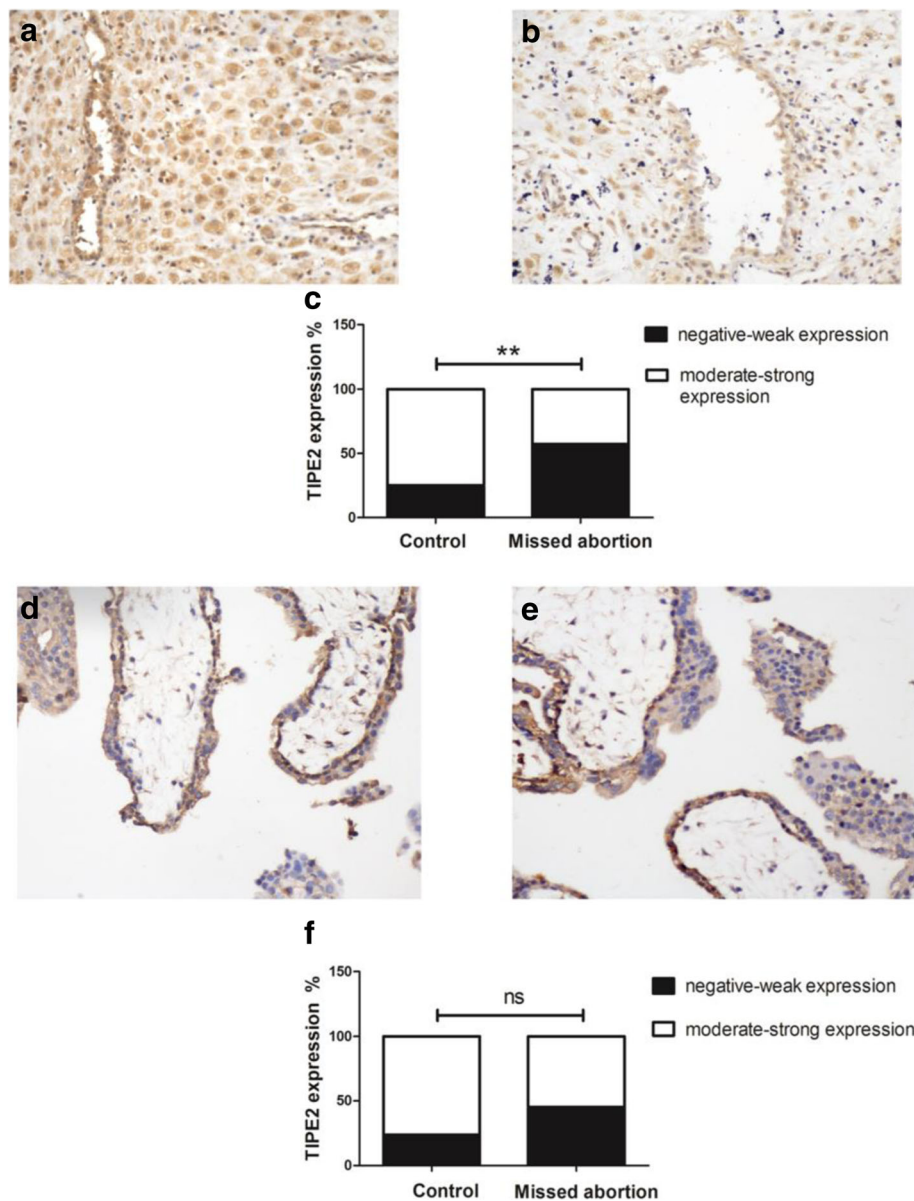 a
b
c
150
100
50
0
TIPE2 expression %
**
Control
Missed abortion
negative-weak expression
moderate-strong
expression
d
e
f
150
100
50
0
TIPE2 expression %
ns
Control
Missed abortion
negative-weak expression
moderate-strong expression